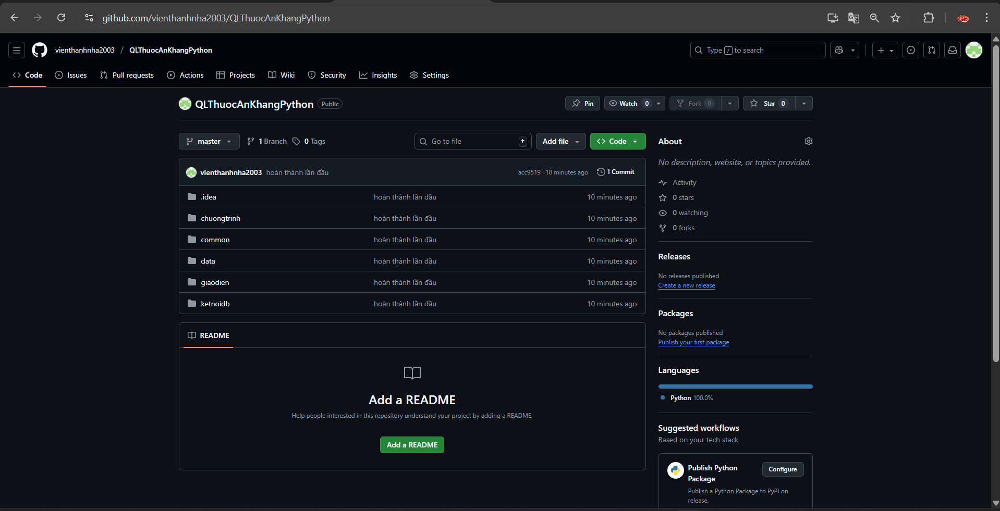 github.com/vienthanhnha2003/QLThuocAnKhangPython
vienthanhnha2003 / QLThuocAnKhangPython
Type / to search
Code Issues Pull requests Actions Projects Wiki Security Insights Settings
QLThuocAnKhangPython Public
Pin Watch 0 Fork 0 Star 0
master 1 Branch 0 Tags Go to file t Add file Code
vienthanhnha2003 hoàn thành lần đầu acc9519 · 10 minutes ago 1 Commit
.idea hoàn thành lần đầu 10 minutes ago
chuongtrinh hoàn thành lần đầu 10 minutes ago
common hoàn thành lần đầu 10 minutes ago
data hoàn thành lần đầu 10 minutes ago
giaodien hoàn thành lần đầu 10 minutes ago
ketnoidb hoàn thành lần đầu 10 minutes ago
README
Add a README
Help people interested in this repository understand your project by adding a README.
Add a README
About
No description, website, or topics provided.
Activity
0 stars
0 watching
0 forks
Releases
No releases published
Create a new release
Packages
No packages published
Publish your first package
Languages
Python 100.0%
Suggested workflows
Based on your tech stack
Publish Python
Package
Configure
Publish a Python Package to PyPI on
release.